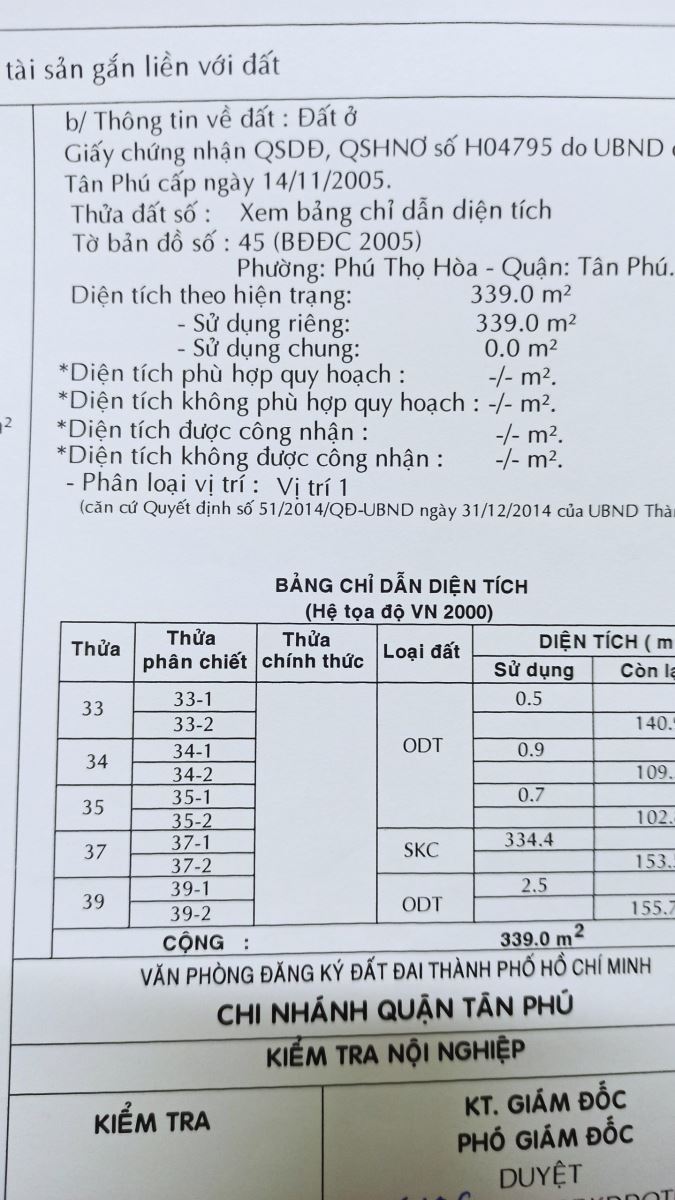 tài sản gắn liền với đất
b/ Thông tin về đất : Đất ở
Giấy chứng nhận QSDĐ, QSHNƠ số H04795 do UBND
Tân Phú cấp ngày 14/11/2005.
Thửa đất số : Xem bảng chỉ dẫn diện tích
Tờ bản đồ số : 45 (BĐĐC 2005)
Phường: Phú Thọ Hòa - Quận: Tân Phú.
Diện tích theo hiện trạng: 339.0 m²
- Sử dụng riêng: 339.0 m²
- Sử dụng chung: 0.0 m²
*Diện tích phù hợp quy hoạch : -/- m².
*Diện tích không phù hợp quy hoạch : -/- m².
*Diện tích được công nhận : -/- m².
*Diện tích không được công nhận : -/- m².
- Phân loại vị trí : Vị trí 1
(căn cứ Quyết định số 51/2014/QĐ-UBND ngày 31/12/2014 của UBND
BẢNG CHỈ DẪN DIỆN TÍCH
(Hệ tọa độ VN 2000)
Thửa Thửa phân chiết Thửa chính thức Loại đất DIỆN TÍCH ( m
Sử dụng Còn
33 33-1 0.5
33-2 140.
ODT
34 34-1 0.9
34-2 109.
35 35-1 0.7
35-2 102.
37 37-1 SKC 334.4
37-2 153.
39 39-1 ODT 2.5
39-2 155.7
CỘNG : 339.0 m²
VĂN PHÒNG ĐĂNG KÝ ĐẤT ĐAI THÀNH PHỐ HỒ CHÍ MINH
CHI NHÁNH QUẬN TÂN PHÚ
KIỂM TRA NỘI NGHIỆP
KIỂM TRA
KT. GIÁM ĐỐC
PHÓ GIÁM ĐỐC
DUYỆT